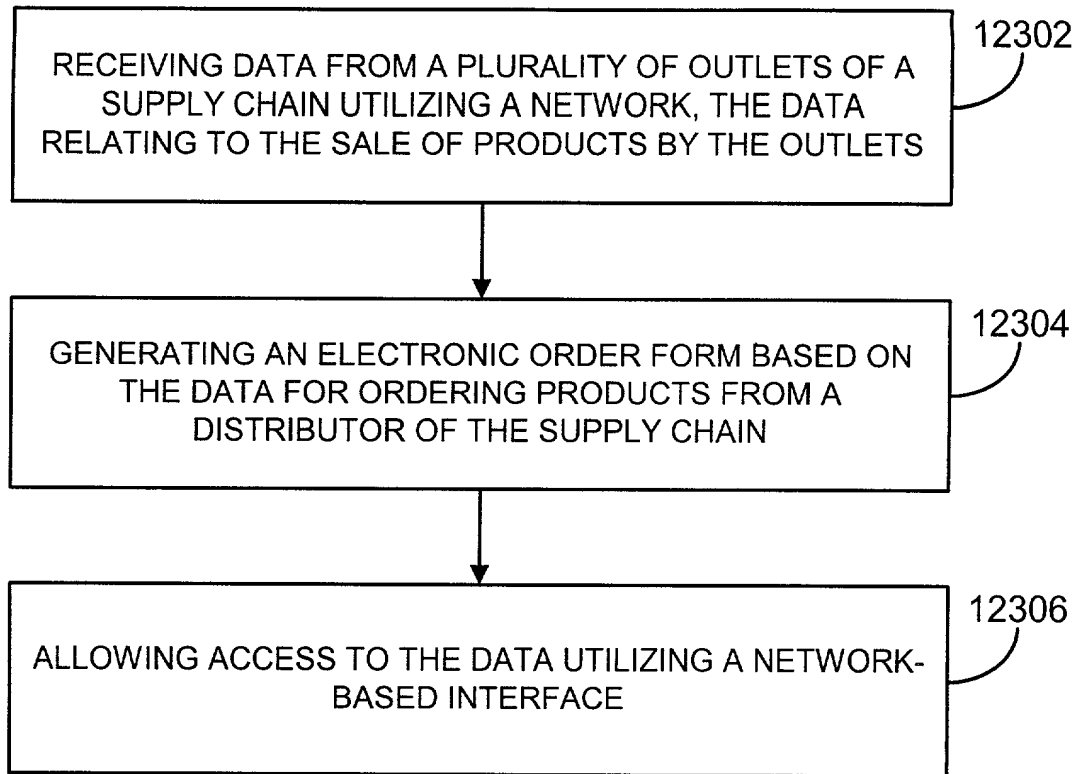 12302
RECEIVING DATA FROM A PLURALITY OF OUTLETS OF A
SUPPLY CHAIN UTILIZING A NETWORK, THE DATA
RELATING TO THE SALE OF PRODUCTS BY THE OUTLETS
12304
GENERATING AN ELECTRONIC ORDER FORM BASED ON
THE DATA FOR ORDERING PRODUCTS FROM A
DISTRIBUTOR OF THE SUPPLY CHAIN
12306
ALLOWING ACCESS TO THE DATA UTILIZING A NETWORK-
BASED INTERFACE